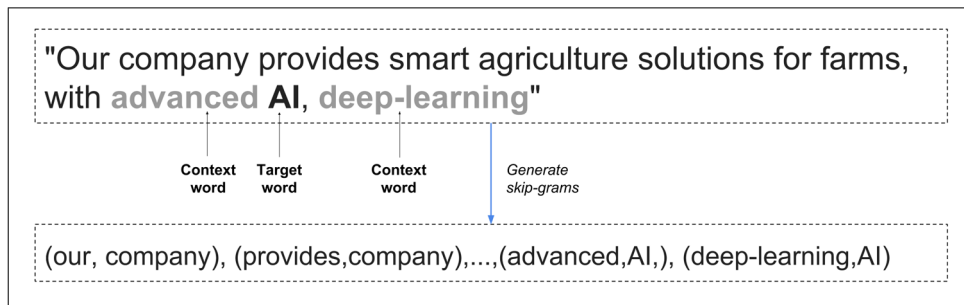 "Our company provides smart agriculture solutions for farms,
with advanced AI, deep-learning"
Context word
Target word
Context word
Generate skip-grams
(our, company), (provides,company),...,(advanced,AI,), (deep-learning,AI)